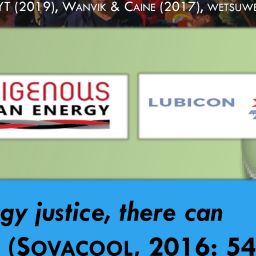 YT (2019), WANVIK & CAINE (2017), WETSUWE
IGENOUS
AN ENERGY
LUBICON
gy justice, there can
(SOVACOOL, 2016: 54